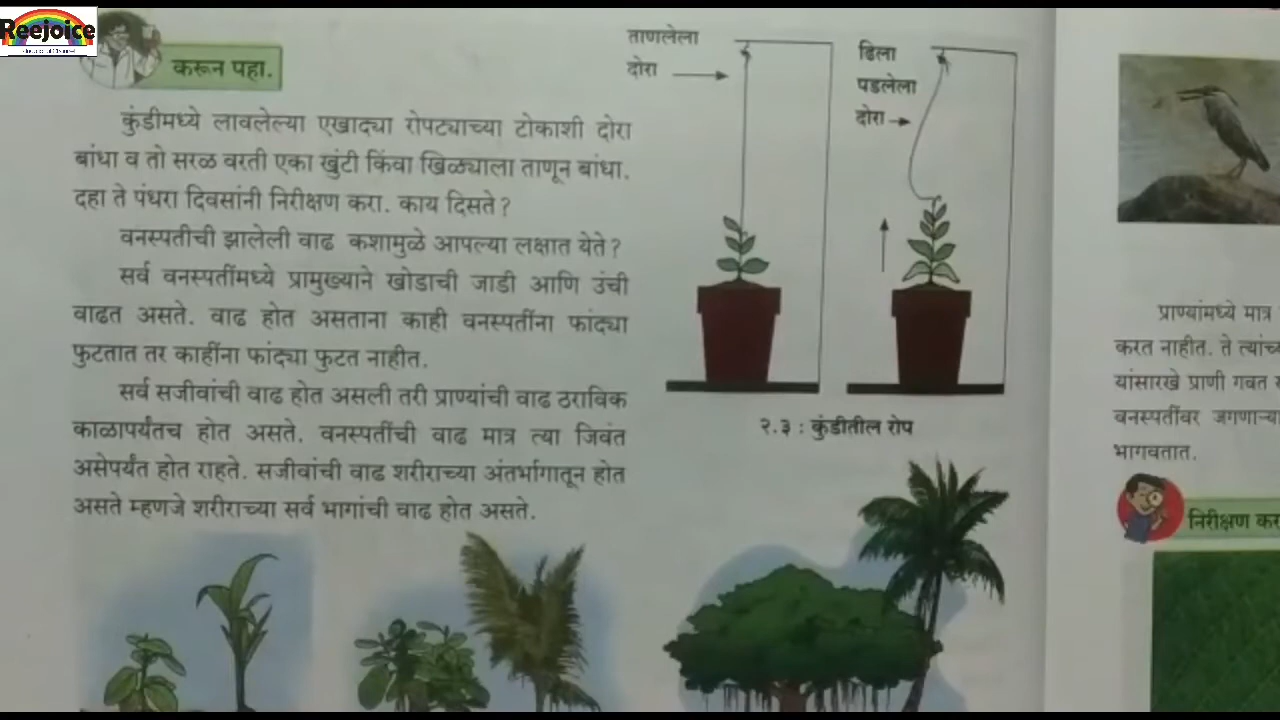 Reejoice
करून पहा.
कुंडीमध्ये लावलेल्या एखाद्या रोपट्याच्या टोकाशी दोरा
बांधा व तो सरळ वरती एका खुंटी किंवा खिळ्याला ताणून बांधा.
दहा ते पंधरा दिवसांनी निरीक्षण करा. काय दिसते ?
वनस्पतीची झालेली वाढ कशामुळे आपल्या लक्षात येते ?
सर्व वनस्पतींमध्ये प्रामुख्याने खोडाची जाडी आणि उंची
वाढत असते. वाढ होत असताना काही वनस्पतींना फांद्या
फुटतात तर काहींना फांद्या फुटत नाहीत.
सर्व सजीवांची वाढ होत असली तरी प्राण्यांची वाढ ठराविक
काळापर्यंतच होत असते. वनस्पतींची वाढ मात्र त्या जिवंत
असेपर्यंत होत राहते. सजीवांची वाढ शरीराच्या अंतर्भागातून होत
असते म्हणजे शरीराच्या सर्व भागांची वाढ होत असते.
ताणलेला
दोरा
ढिला
पडलेला
दोरा
२.३ : कुंडीतील रोप
प्राण्यांमध्ये मात्र
करत नाहीत. ते त्यांच्
यांसारखे प्राणी गवत
वनस्पतींवर जगणाऱ्या
भागवतात.
निरीक्षण कर